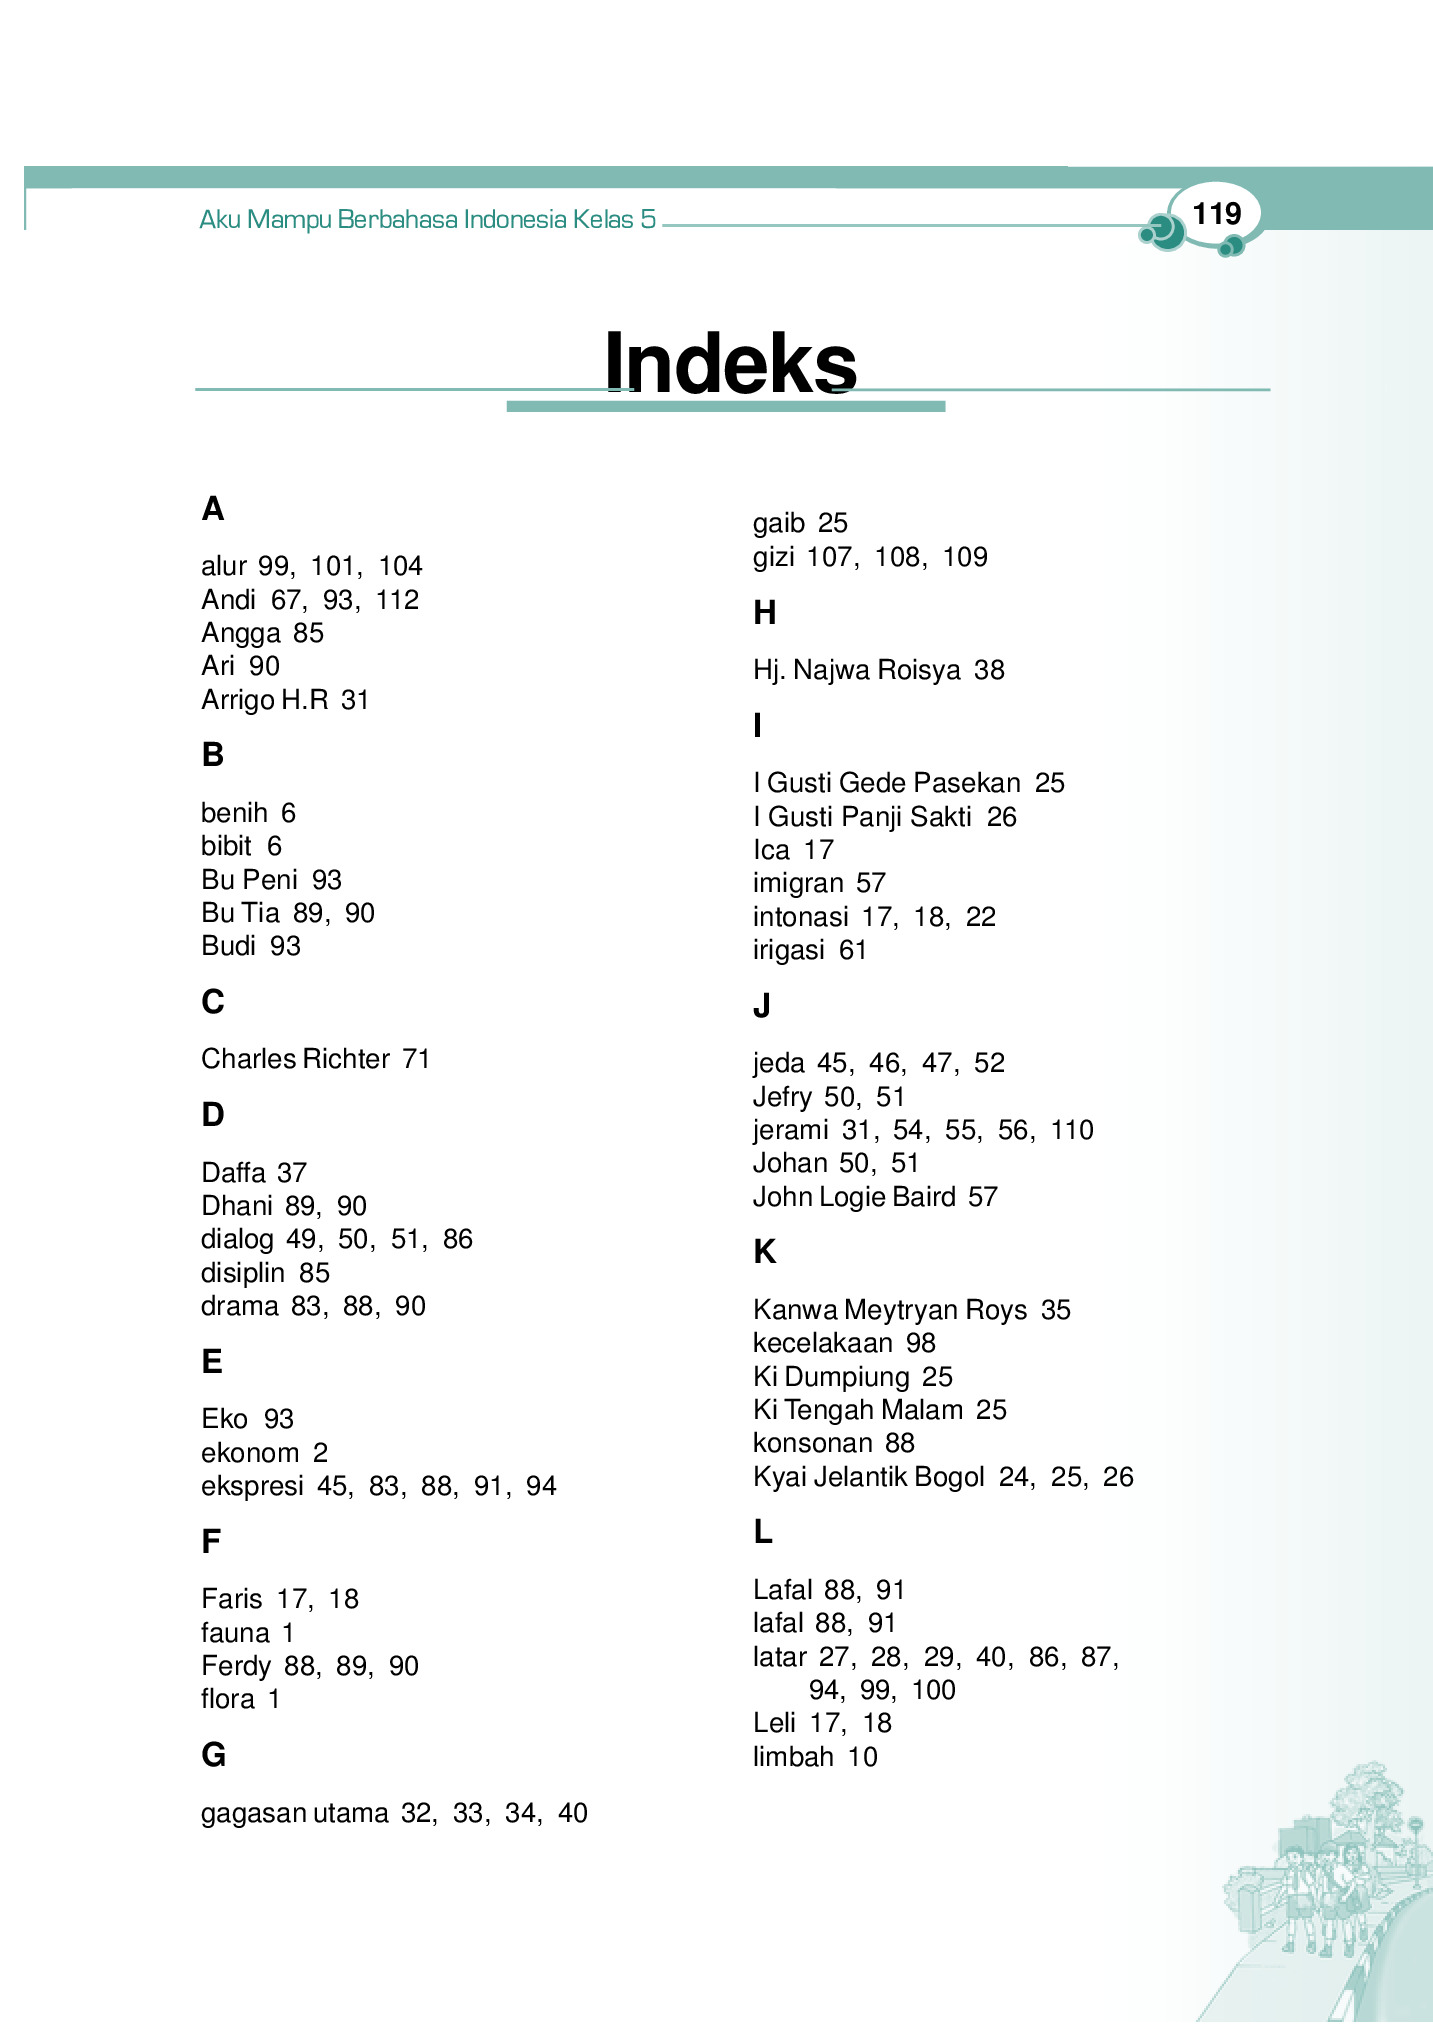 Aku Mampu Berbahasa Indonesia Kelas 5
119
Indeks
A
alur 99, 101, 104
Andi 67, 93, 112
Angga 85
Ari 90
Arrigo H.R 31
B
benih 6
bibit 6
Bu Peni 93
Bu Tia 89, 90
Budi 93
C
Charles Richter 71
D
Daffa 37
Dhani 89, 90
dialog 49, 50, 51, 86
disiplin 85
drama 83, 88, 90
E
Eko 93
ekonom 2
ekspresi 45, 83, 88, 91, 94
F
Faris 17, 18
fauna 1
Ferdy 88, 89, 90
flora 1
G
gagasan utama 32, 33, 34, 40
gaib 25
gizi 107, 108, 109
H
Hj. Najwa Roisya 38
I
I Gusti Gede Pasekan 25
I Gusti Panji Sakti 26
Ica 17
imigran 57
intonasi 17, 18, 22
irigasi 61
J
jeda 45, 46, 47, 52
Jefry 50, 51
jerami 31, 54, 55, 56, 110
Johan 50, 51
John Logie Baird 57
K
Kanwa Meytryan Roys 35
kecelakaan 98
Ki Dumpiung 25
Ki Tengah Malam 25
konsonan 88
Kyai Jelantik Bogol 24, 25, 26
L
Lafal 88, 91
lafal 88, 91
latar 27, 28, 29, 40, 86, 87,
94, 99, 100
Leli 17, 18
limbah 10